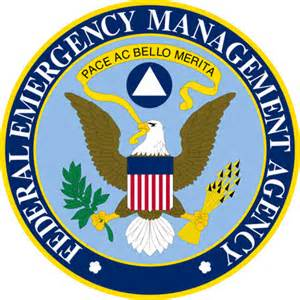 FEDERAL EMERGENCY MANAGEMENT AGENCY
PACE AC BELLO MERITA